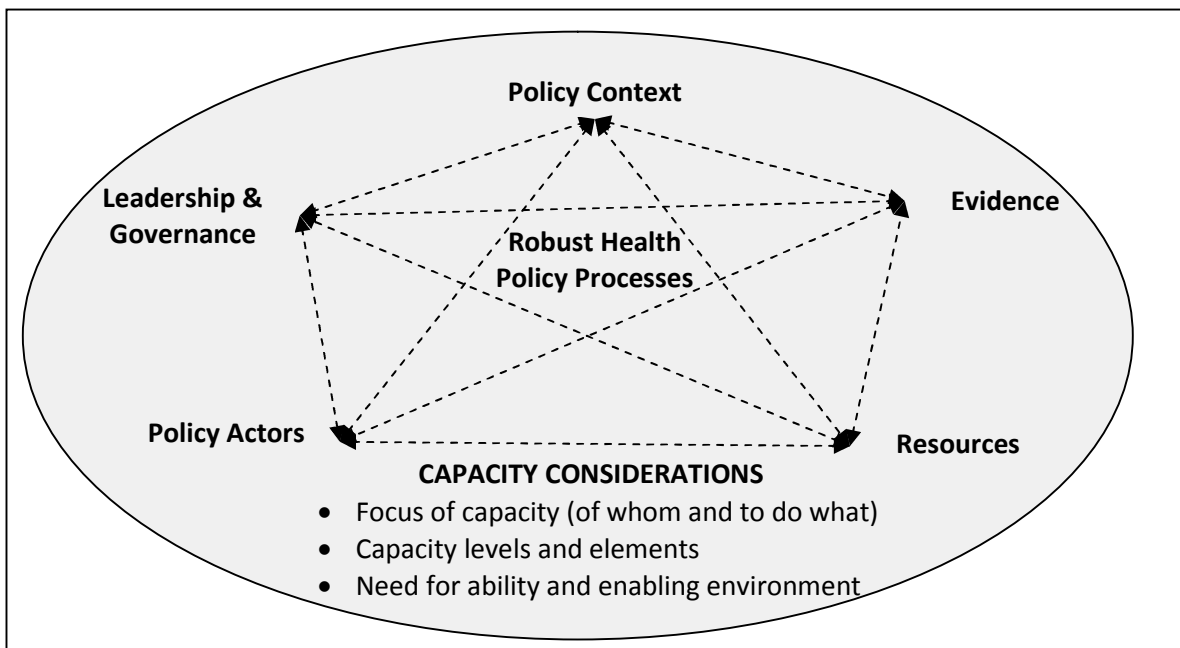 Policy Context
Leadership &
Governance
Evidence
Robust Health
Policy Processes
Policy Actors
Resources
CAPACITY CONSIDERATIONS
• Focus of capacity (of whom and to do what)
• Capacity levels and elements
• Need for ability and enabling environment